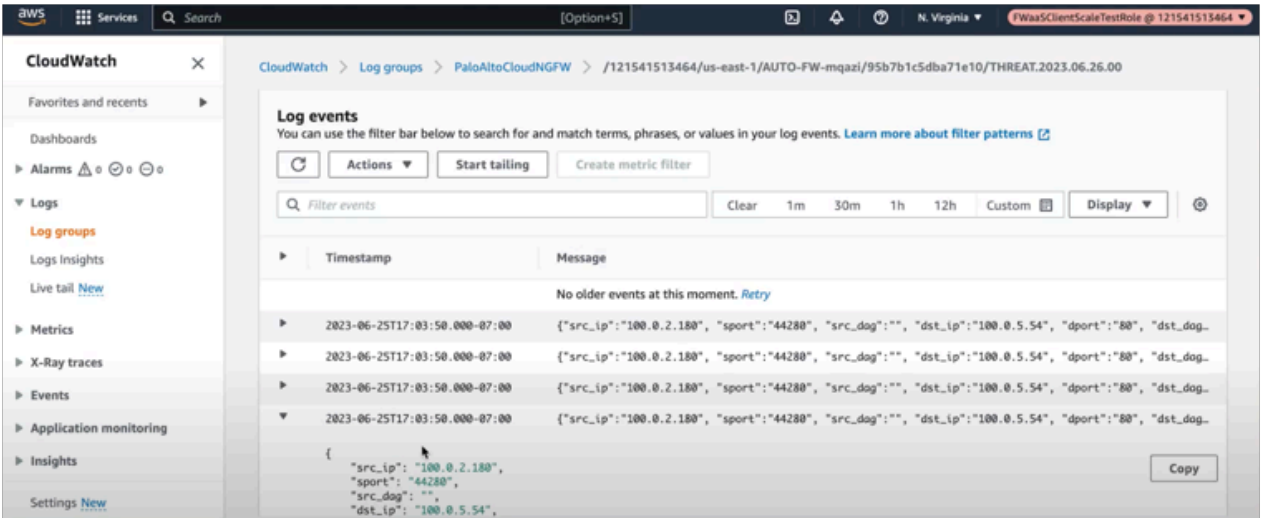 aws Services Search [Option+S] N. Virginia ▼ FWaaSClientScaleTestRole @ 121541513464 ▼
CloudWatch
CloudWatch > Log groups > PaloAltoCloudNGFW > /121541513464/us-east-1/AUTO-FW-mqazi/95b7b1c5dba71e10/THREAT.2023.06.26.00
Favorites and recents
Dashboards
Alarms 0 0 0
Logs
Log groups
Logs Insights
Live tail New
Metrics
X-Ray traces
Events
Application monitoring
Insights
Settings New
Log events
You can use the filter bar below to search for and match terms, phrases, or values in your log events. Learn more about filter patterns
Actions ▼ Start tailing Create metric filter
Filter events Clear 1m 30m 1h 12h Custom Display ▼
Timestamp Message
No older events at this moment. Retry
2023-06-25T17:03:50.000-07:00 {"src_ip":"100.0.2.180", "sport":"44280", "src_dag":"", "dst_ip":"100.0.5.54", "dport":"80", "dst_dag…
2023-06-25T17:03:50.000-07:00 {"src_ip":"100.0.2.180", "sport":"44280", "src_dag":"", "dst_ip":"100.0.5.54", "dport":"80", "dst_dag…
2023-06-25T17:03:50.000-07:00 {"src_ip":"100.0.2.180", "sport":"44280", "src_dag":"", "dst_ip":"100.0.5.54", "dport":"80", "dst_dag…
2023-06-25T17:03:50.000-07:00 {"src_ip":"100.0.2.180", "sport":"44280", "src_dag":"", "dst_ip":"100.0.5.54", "dport":"80", "dst_dag…
{
"src_ip": "100.0.2.180",
"sport": "44280",
"src_dag": "",
"dst_ip": "100.0.5.54",
Copy